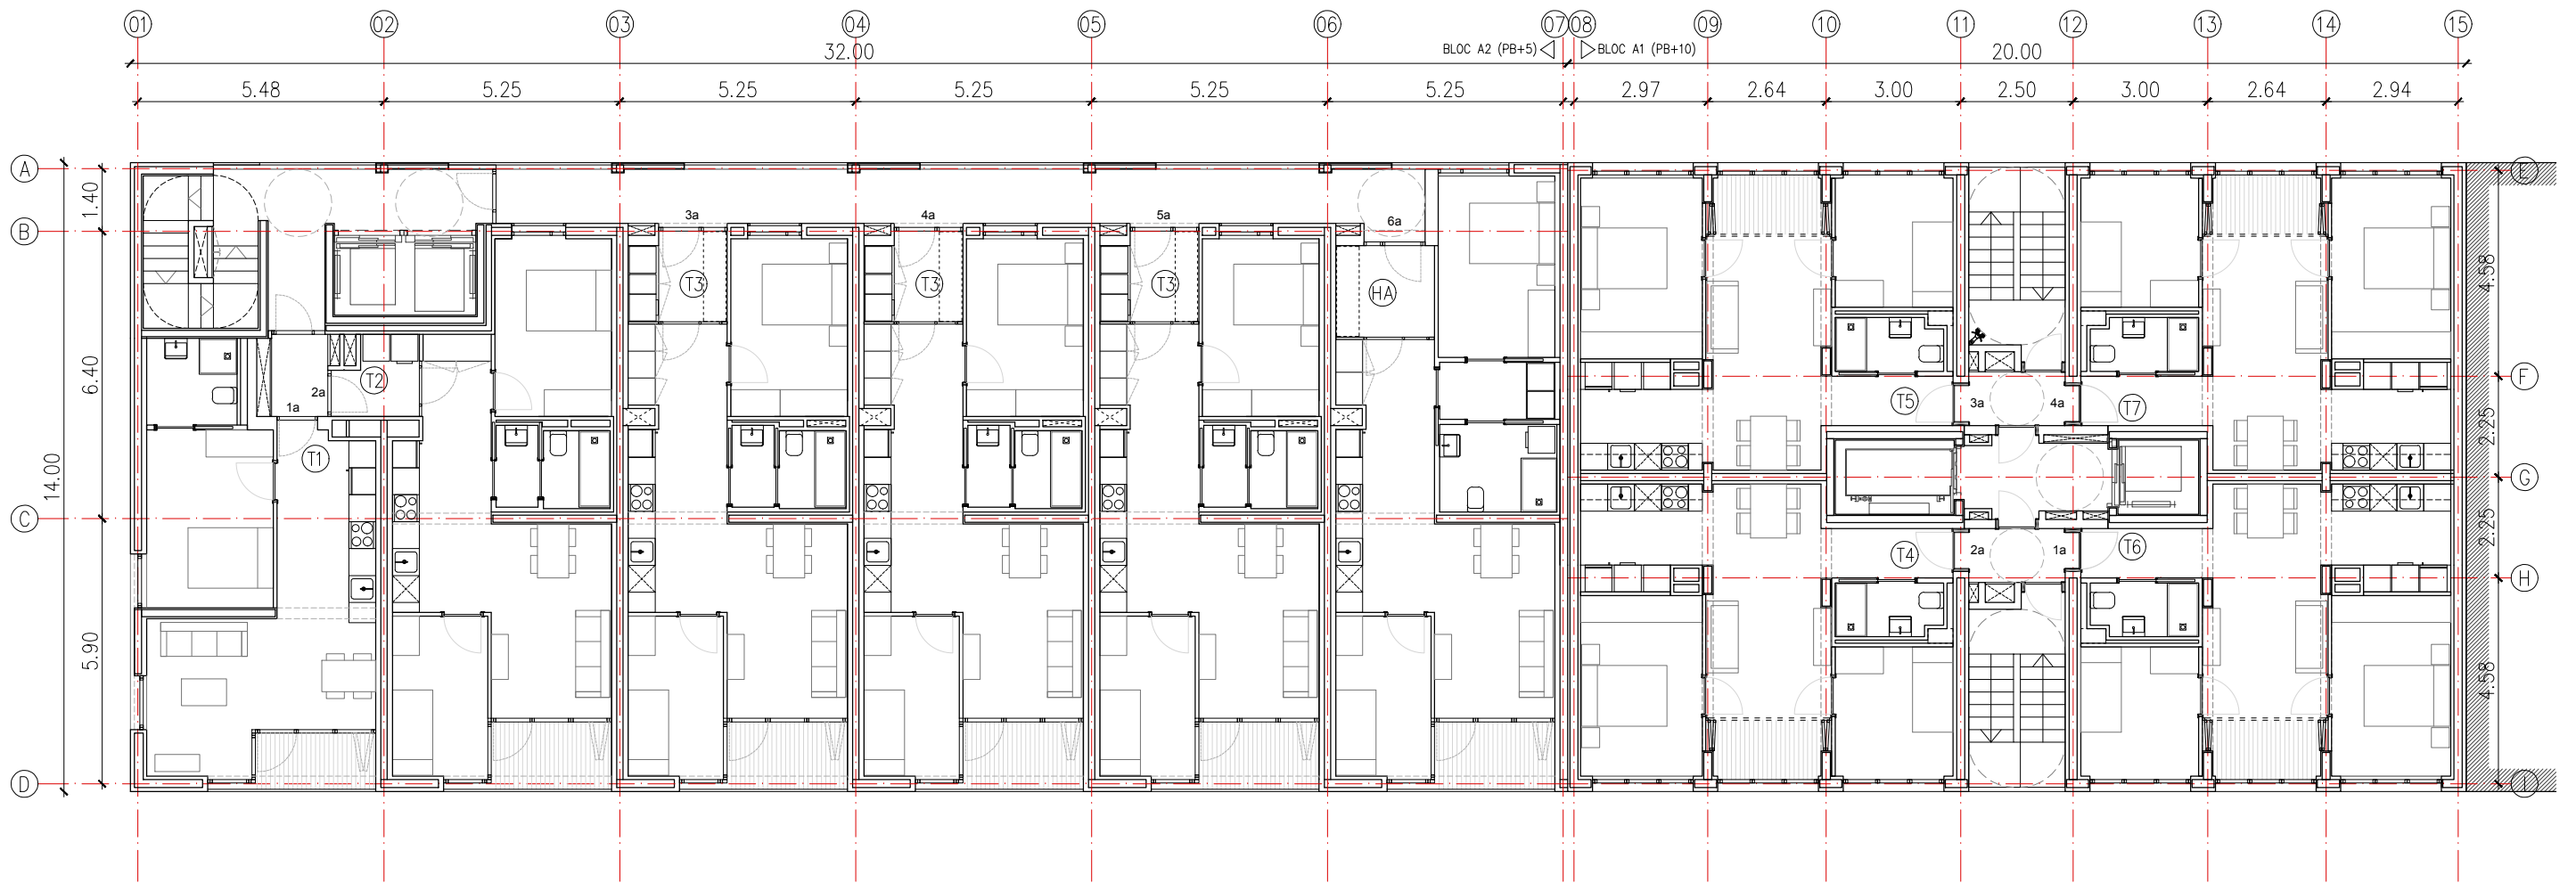 01 02 03 04 05 06 07 08 09 10 11 12 13 14 15
32.00 BLOC A2 (PB+5) BLOC A1 (PB+10) 20.00
5.48 5.25 5.25 5.25 5.25 5.25 2.97 2.64 3.00 2.50 3.00 2.64 2.94
A E
1.40
3a 4a 5a 6a
B
T3 T3 T3 HA 4.58
6.40
T2 F
2a
1a T5 3a 4a T7
2.25
T1
14.00 G
C 2.25
T4 2a 1a T6
H
5.90
4.58
D I